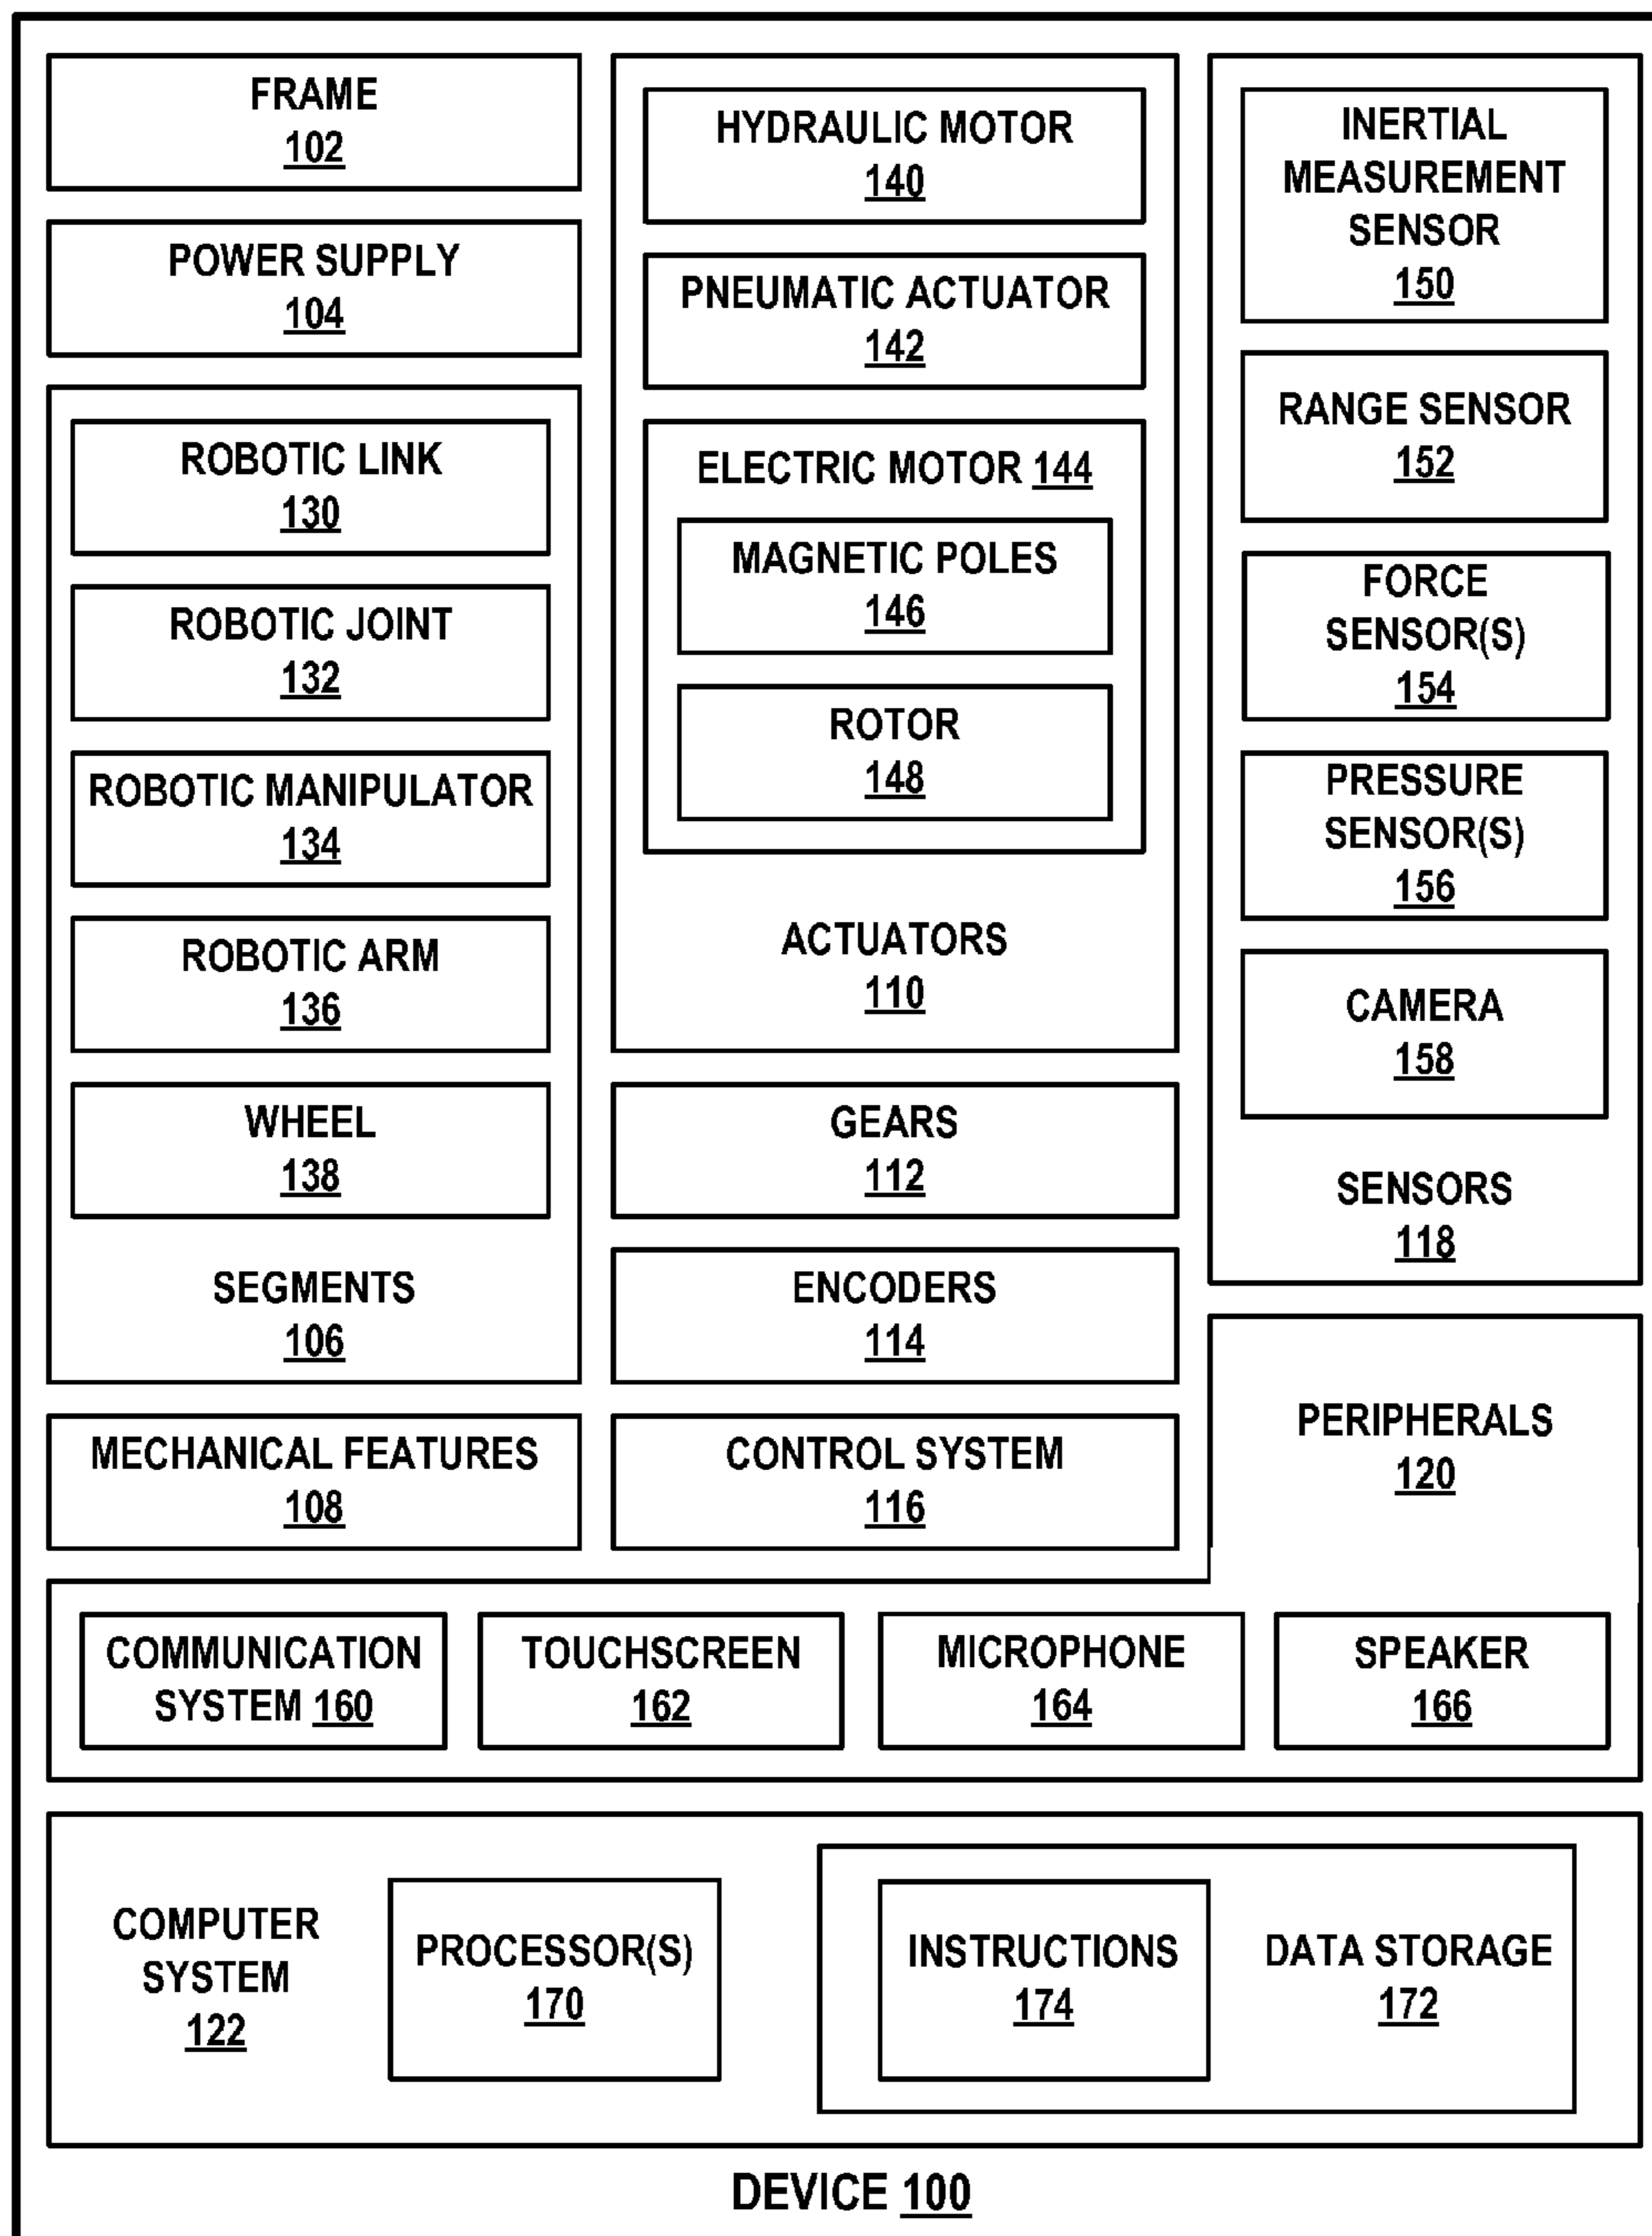 FRAME
102
POWER SUPPLY
104
ROBOTIC LINK
130
ROBOTIC JOINT
132
ROBOTIC MANIPULATOR
134
ROBOTIC ARM
136
WHEEL
138
SEGMENTS
106
MECHANICAL FEATURES
108
HYDRAULIC MOTOR
140
PNEUMATIC ACTUATOR
142
ELECTRIC MOTOR 144
MAGNETIC POLES
146
ROTOR
148
ACTUATORS
110
GEARS
112
ENCODERS
114
CONTROL SYSTEM
116
INERTIAL
MEASUREMENT
SENSOR
150
RANGE SENSOR
152
FORCE
SENSOR(S)
154
PRESSURE
SENSOR(S)
156
CAMERA
158
SENSORS
118
PERIPHERALS
120
COMMUNICATION
SYSTEM 160
TOUCHSCREEN
162
MICROPHONE
164
SPEAKER
166
COMPUTER
SYSTEM
122
PROCESSOR(S)
170
INSTRUCTIONS
174
DATA STORAGE
172
DEVICE 100